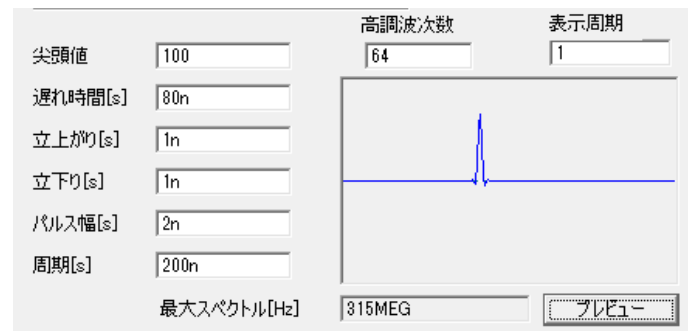 高調波次数 表示周期
尖頭値 100 64 1
遅れ時間[s] 80n
立上がり[s] 1n
立下り[s] 1n
パルス幅[s] 2n
周期[s] 200n
最大スペクトル[Hz] 315MEG プレビュー